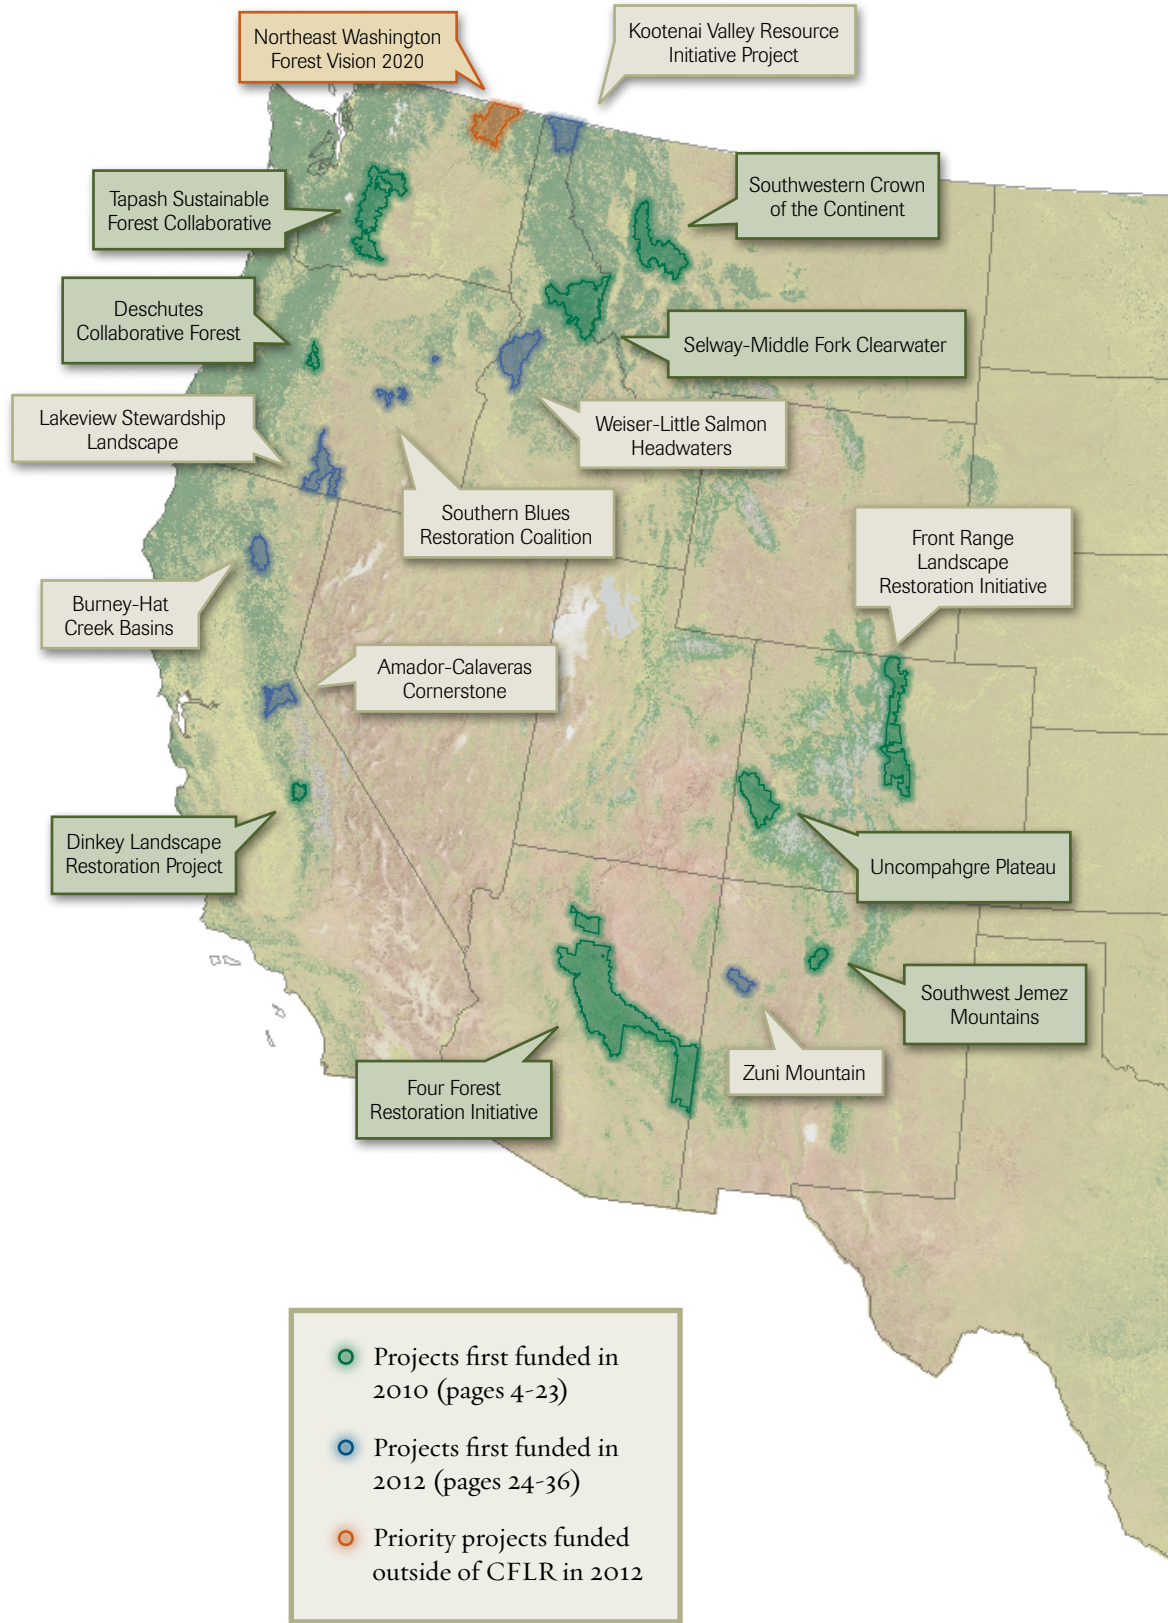 Northeast Washington
Forest Vision 2020
Kootenai Valley Resource
Initiative Project
Tapash Sustainable
Forest Collaborative
Southwestern Crown
of the Continent
Deschutes
Collaborative Forest
Selway-Middle Fork Clearwater
Lakeview Stewardship
Landscape
Weiser-Little Salmon
Headwaters
Southern Blues
Restoration Coalition
Front Range
Landscape
Restoration Initiative
Burney-Hat
Creek Basins
Amador-Calaveras
Cornerstone
Dinkey Landscape
Restoration Project
Uncompahgre Plateau
Southwest Jemez
Mountains
Zuni Mountain
Four Forest
Restoration Initiative
Projects first funded in
2010 (pages 4-23)
Projects first funded in
2012 (pages 24-36)
Priority projects funded
outside of CFLR in 2012